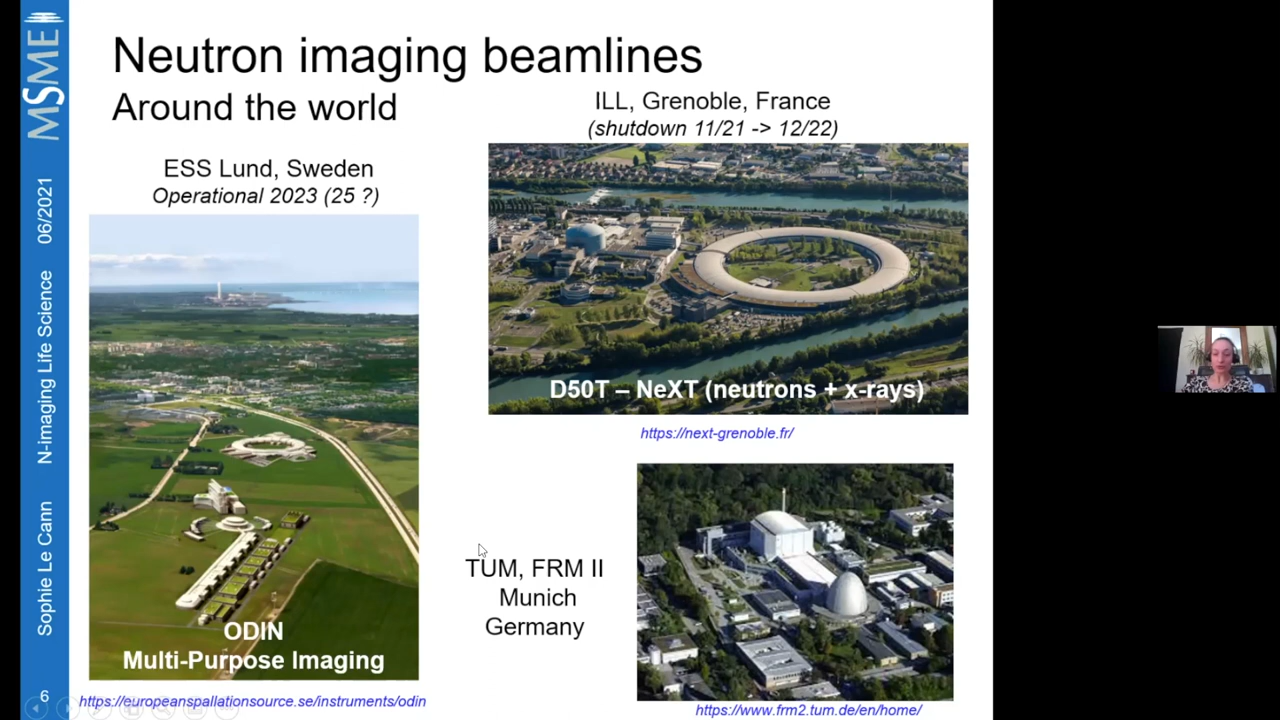 Neutron imaging beamlines
Around the world
ESS Lund, Sweden
Operational 2023 (25 ?)
ODIN
Multi-Purpose Imaging
https://europeanspallationsource.se/instruments/odin
ILL, Grenoble, France
(shutdown 11/21 -> 12/22)
D50T – NeXT (neutrons + x-rays)
https://next-grenoble.fr/
TUM, FRM II
Munich
Germany
https://www.frm2.tum.de/en/home/
MSME
Sophie Le Cann N-imaging Life Science 06/2021
6